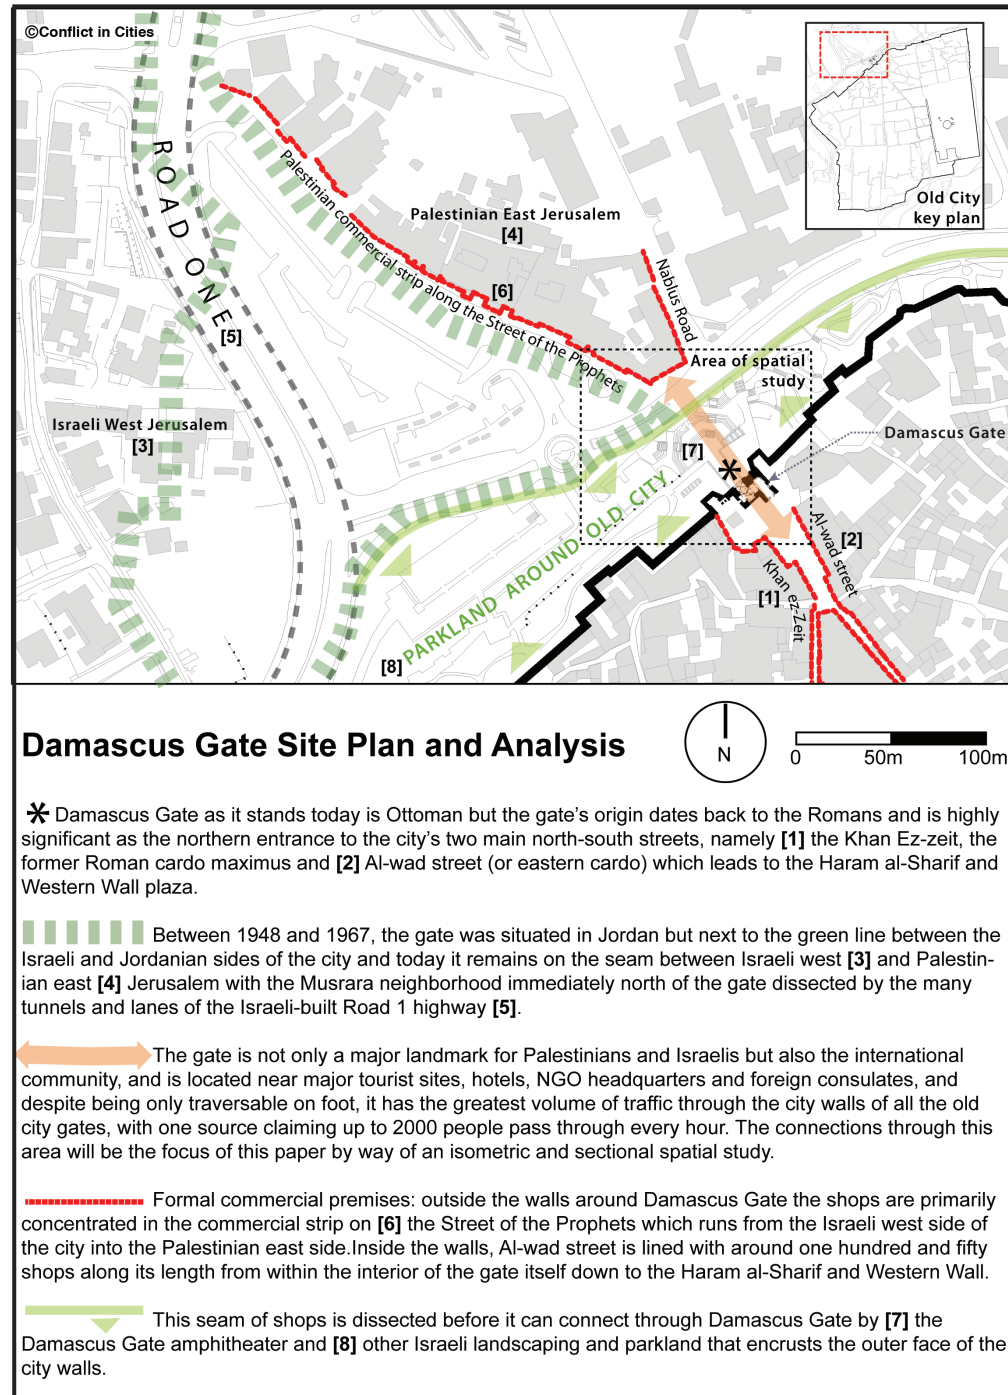 ©Conflict in Cities
ROAD ONE
[5]
Palestinian commercial strip along the Street of the Prophets
Palestinian East Jerusalem
[4]
[6]
Nablus Road
Old City
key plan
Area of spatial
study
Israeli West Jerusalem
[3]
[7]
Damascus Gate
PARKLAND AROUND OLD CITY
[8]
Al-wad street
[2]
Khan ez-Zeit
[1]
Damascus Gate Site Plan and Analysis
N
0 50m 100m
* Damascus Gate as it stands today is Ottoman but the gate's origin dates back to the Romans and is highly
significant as the northern entrance to the city's two main north-south streets, namely [1] the Khan Ez-zeit, the
former Roman cardo maximus and [2] Al-wad street (or eastern cardo) which leads to the Haram al-Sharif and
Western Wall plaza.
Between 1948 and 1967, the gate was situated in Jordan but next to the green line between the
Israeli and Jordanian sides of the city and today it remains on the seam between Israeli west [3] and Palestin-
ian east [4] Jerusalem with the Musrara neighborhood immediately north of the gate dissected by the many
tunnels and lanes of the Israeli-built Road 1 highway [5].
The gate is not only a major landmark for Palestinians and Israelis but also the international
community, and is located near major tourist sites, hotels, NGO headquarters and foreign consulates, and
despite being only traversable on foot, it has the greatest volume of traffic through the city walls of all the old
city gates, with one source claiming up to 2000 people pass through every hour. The connections through this
area will be the focus of this paper by way of an isometric and sectional spatial study.
Formal commercial premises: outside the walls around Damascus Gate the shops are primarily
concentrated in the commercial strip on [6] the Street of the Prophets which runs from the Israeli west side of
the city into the Palestinian east side.Inside the walls, Al-wad street is lined with around one hundred and fifty
shops along its length from within the interior of the gate itself down to the Haram al-Sharif and Western Wall.
This seam of shops is dissected before it can connect through Damascus Gate by [7] the
Damascus Gate amphitheater and [8] other Israeli landscaping and parkland that encrusts the outer face of the
city walls.